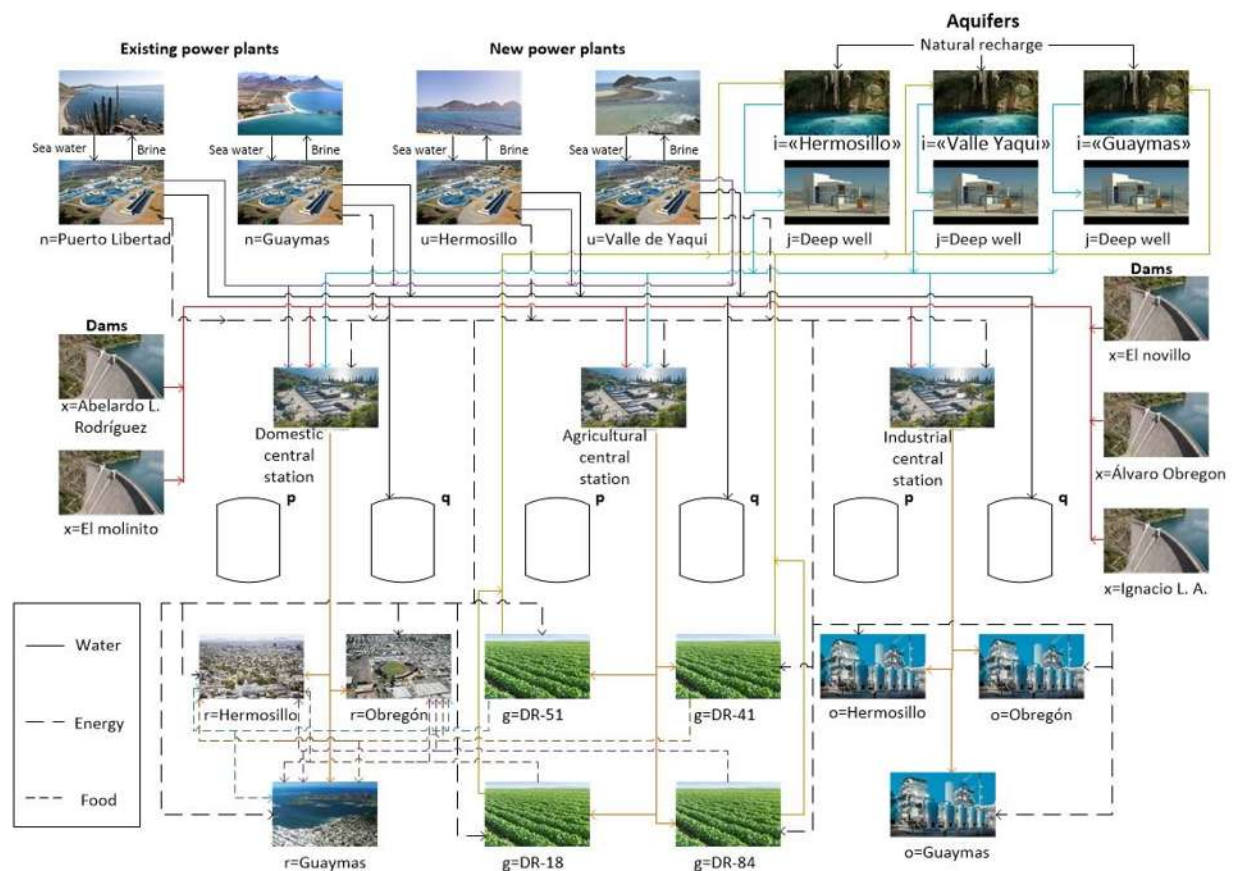 Aquifers
Existing power plants
New power plants
Natural recharge
Sea water
Brine
Sea water
Brine
Sea water
Brine
Sea water
Brine
i=«Hermosillo»
i=«Valle Yaqui»
i=«Guaymas»
n=Puerto Libertad
n=Guaymas
u=Hermosillo
u=Valle de Yaqui
j=Deep well
j=Deep well
j=Deep well
Dams
x=Abelardo L.
Rodríguez
x=El molinito
Dams
x=El novillo
x=Álvaro Obregon
x=Ignacio L. A.
Domestic
central
station
Agricultural
central
station
Industrial
central
station
p
q
p
q
p
q
Water
Energy
Food
r=Hermosillo
r=Obregón
g=DR-51
g=DR-41
o=Hermosillo
o=Obregón
r=Guaymas
g=DR-18
g=DR-84
o=Guaymas